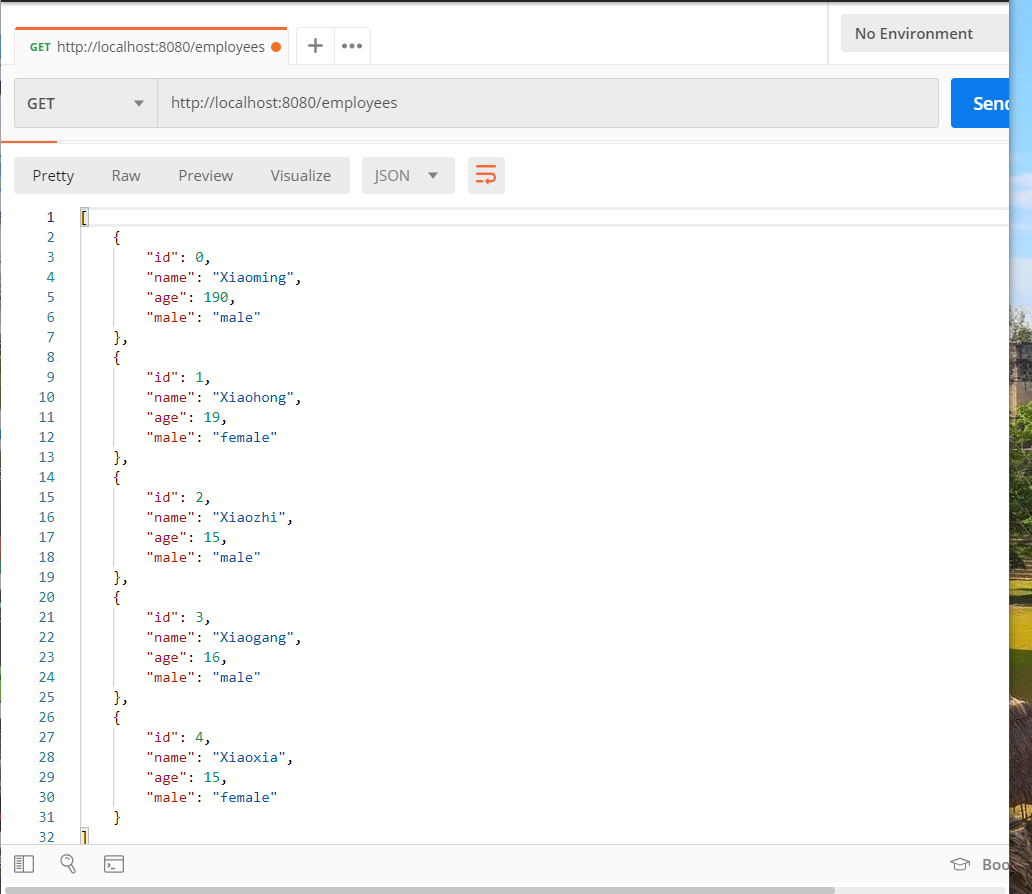 GET http://localhost:8080/employees
No Environment
GET http://localhost:8080/employees
Send
Pretty Raw Preview Visualize JSON
1 [
2 {
3 "id": 0,
4 "name": "Xiaoming",
5 "age": 190,
6 "male": "male"
7 },
8 {
9 "id": 1,
10 "name": "Xiaohong",
11 "age": 19,
12 "male": "female"
13 },
14 {
15 "id": 2,
16 "name": "Xiaozhi",
17 "age": 15,
18 "male": "male"
19 },
20 {
21 "id": 3,
22 "name": "Xiaogang",
23 "age": 16,
24 "male": "male"
25 },
26 {
27 "id": 4,
28 "name": "Xiaoxia",
29 "age": 15,
30 "male": "female"
31 }
32 ]
Boo